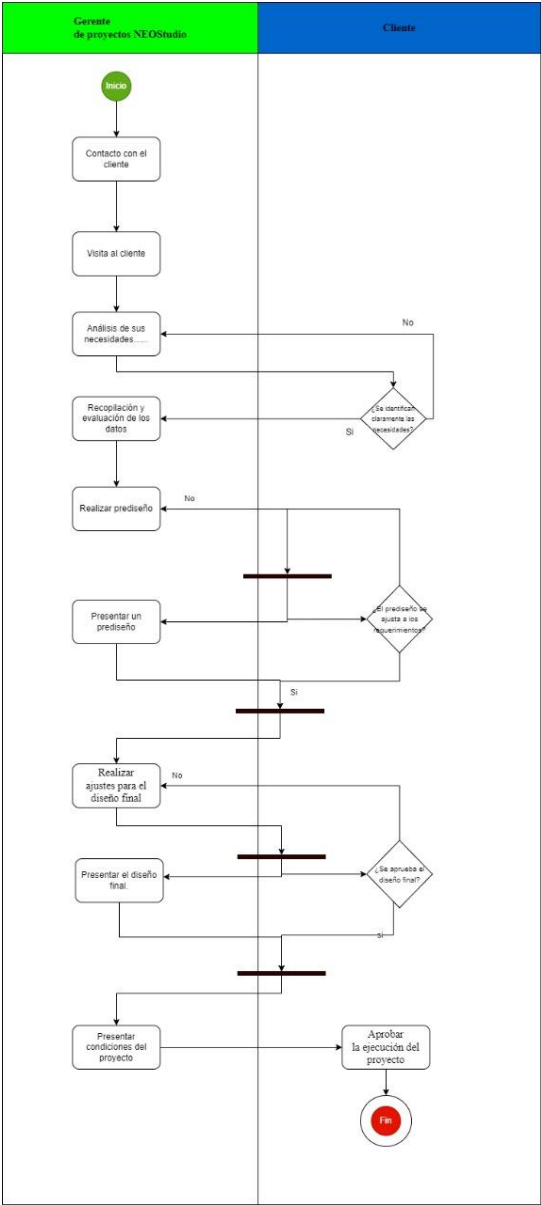 Gerente
de proyectos NEOStudio
Cliente
Inicio
Contacto con el
cliente
Visita al cliente
Análisis de sus
necesidades......
No
¿Se identifican
claramente las
necesidades?
Si
Recopilación y
evaluación de los
datos
Realizar prediseño
No
Presentar un
prediseño
¿El prediseño se
ajusta a los
requerimientos?
Si
Realizar
ajustes para el
diseño final
No
Presentar el diseño
final.
¿Se aprueba el
diseño final?
si
Presentar
condiciones del
proyecto
Aprobar
la ejecución del
proyecto
Fin